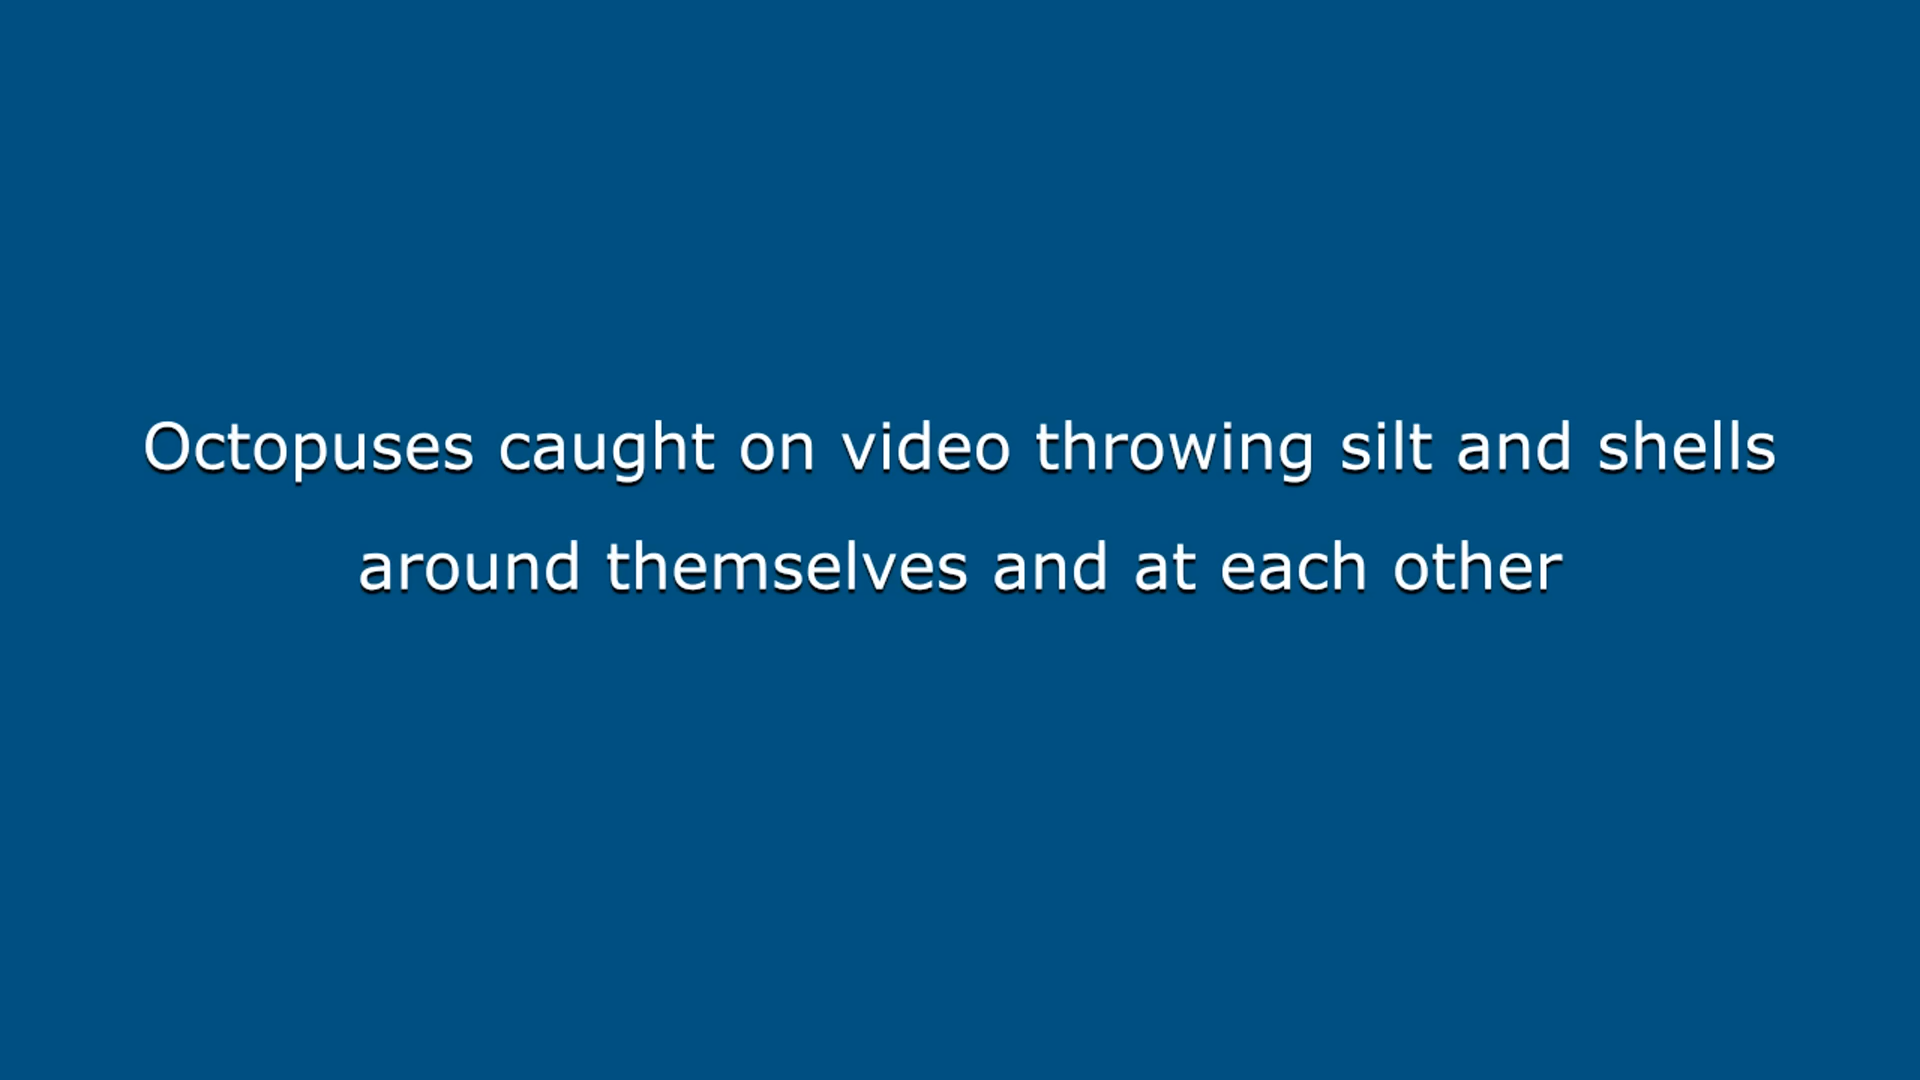 Octopuses caught on video throwing silt and shells
around themselves and at each other